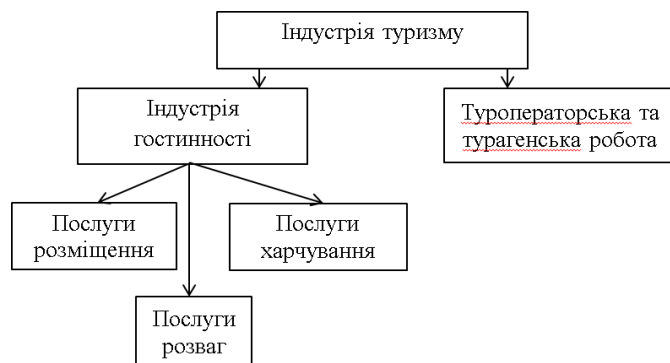 Індустрія туризму
Індустрія
гостинності
Туроператорська та
турагенська робота
Послуги
розміщення
Послуги
харчування
Послуги
розваг